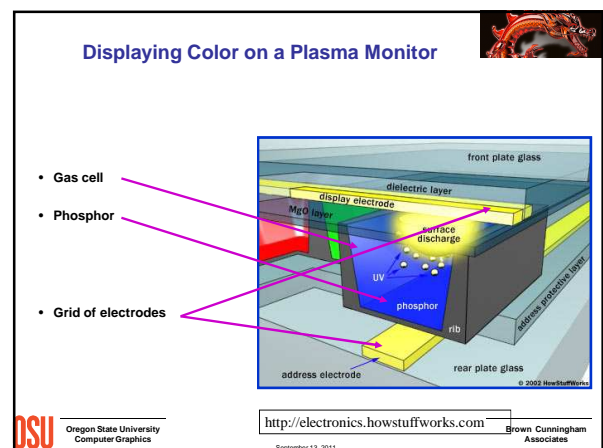 Displaying Color on a Plasma Monitor
• Gas cell
• Phosphor
• Grid of electrodes
front plate glass
dielectric layer
display electrode
MgO layer
surface
discharge
UV
phosphor
rib
address protective layer
address electrode
rear plate glass
© 2002 HowStuffWorks
OSU
Oregon State University
Computer Graphics
http://electronics.howstuffworks.com
Brown Cunningham
Associates
September 13, 2011